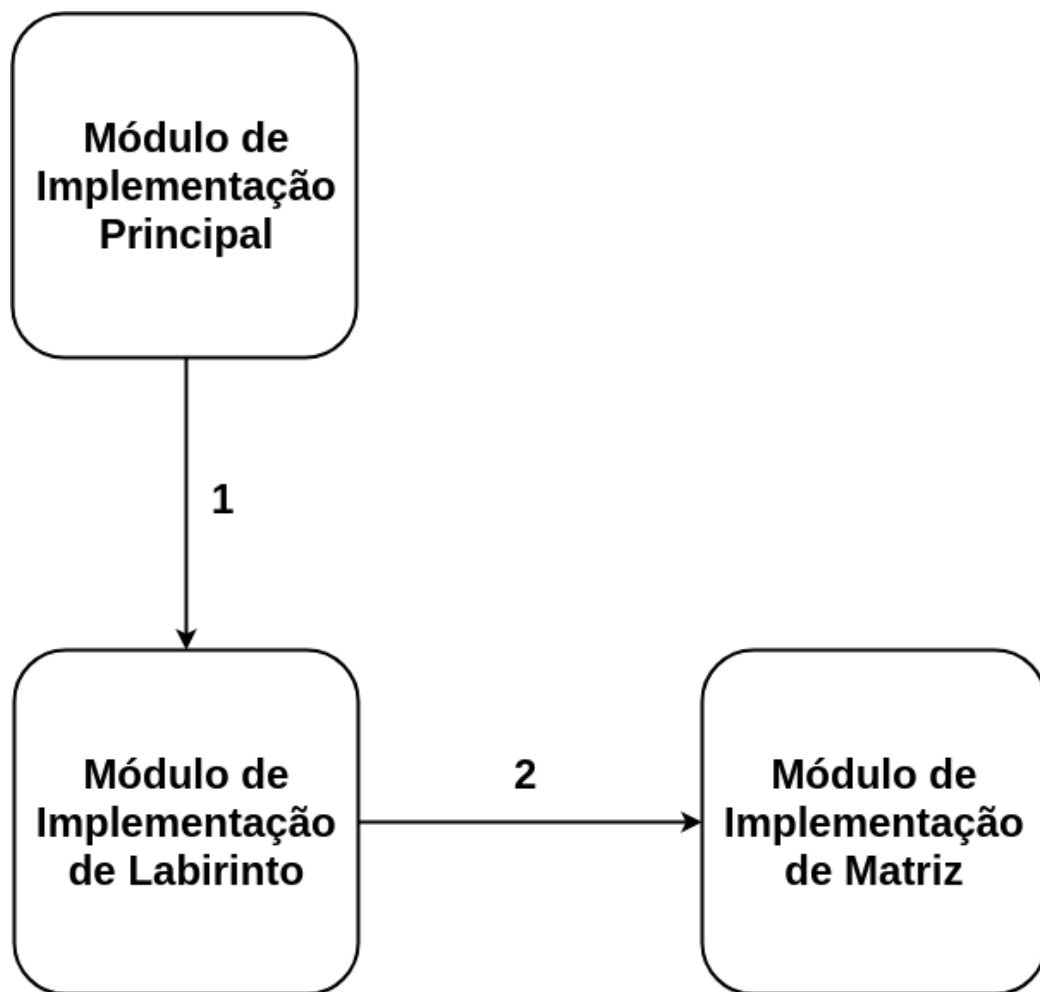 Módulo de
Implementação
Principal
1
Módulo de
Implementação
de Labirinto
2
Módulo de
Implementação
de Matriz